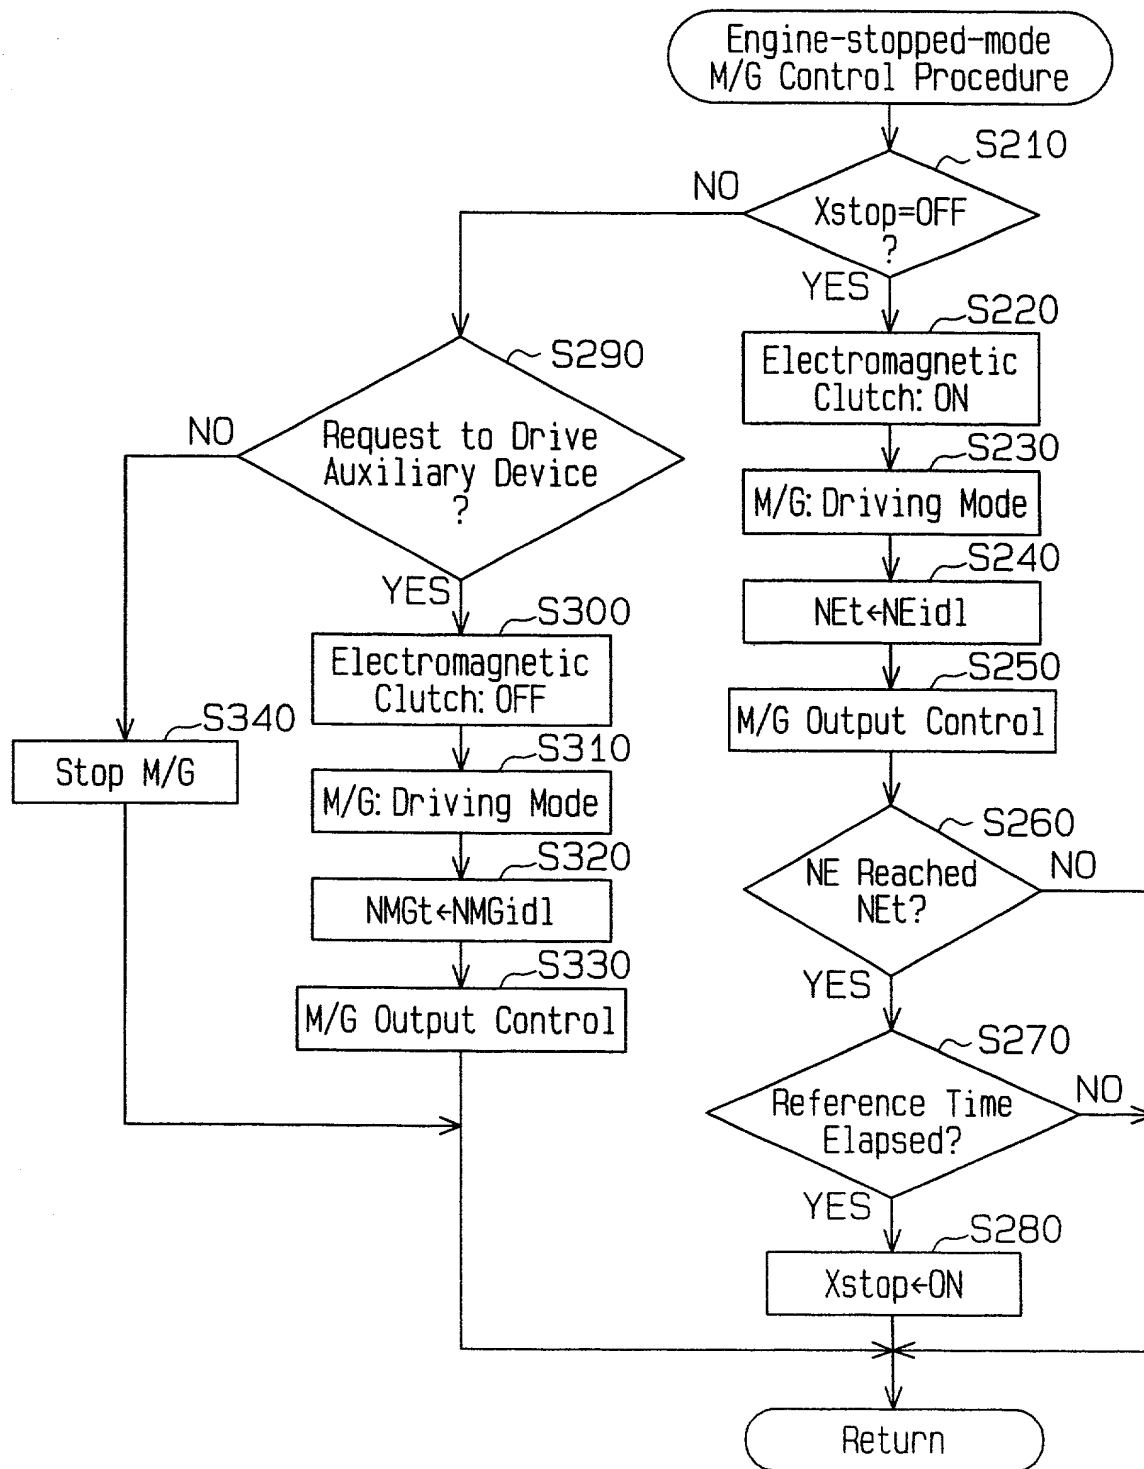 Engine-stopped-mode
M/G Control Procedure
S210
NO
Xstop=OFF
?
YES
S220
Electromagnetic
Clutch: ON
S230
M/G: Driving Mode
S240
NEt←NEidl
S250
M/G Output Control
S260
NE Reached
NEt?
NO
YES
S270
Reference Time
Elapsed?
NO
YES
S280
Xstop←ON
S290
NO
Request to Drive
Auxiliary Device
?
YES
S300
Electromagnetic
Clutch: OFF
S310
M/G: Driving Mode
S320
NMGt←NMGidl
S330
M/G Output Control
S340
Stop M/G
Return